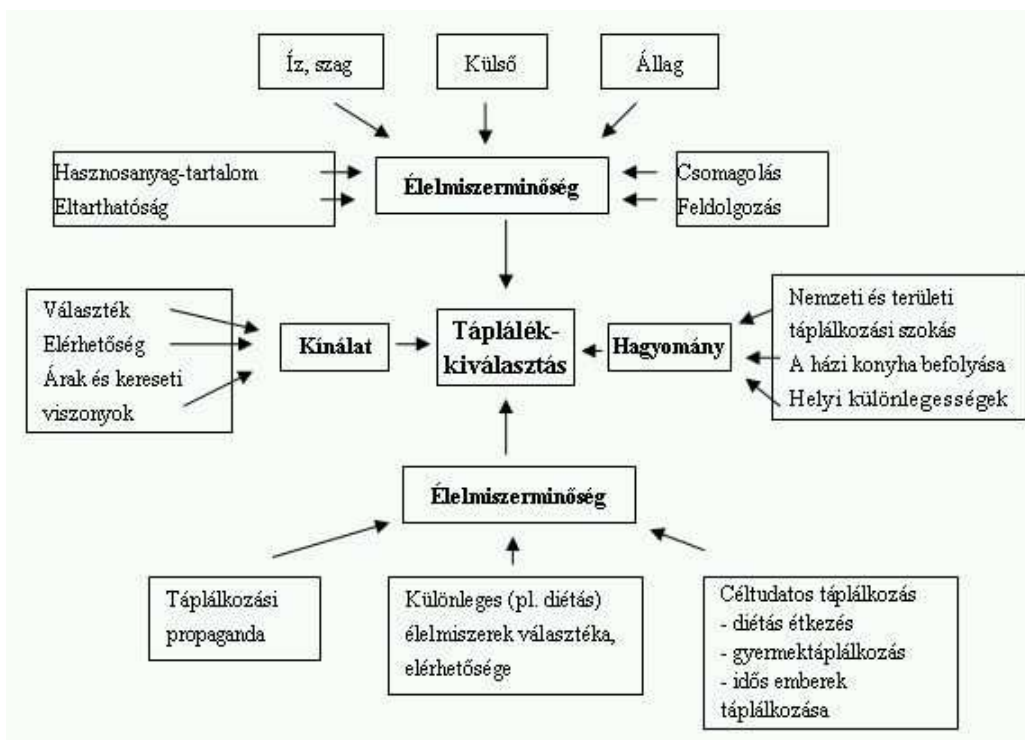 Íz, szag
Külső
Állag
Hasznosanyag-tartalom
Eltarthatóság
Élelmiszerminőség
Csomagolás
Feldolgozás
Választék
Elérhetőség
Árak és kereseti
viszonyok
Kínálat
Táplálék-
kiválasztás
Hagyomány
Nemzeti és területi
táplálkozási szokás
A házi konyha befolyása
Helyi különlegességek
Élelmiszerminőség
Táplálkozási
propaganda
Különleges (pl. diétás)
élelmiszerek választéka,
elérhetősége
Céltudatos táplálkozás
- diétás étkezés
- gyermektáplálkozás
- idős emberek
táplálkozása